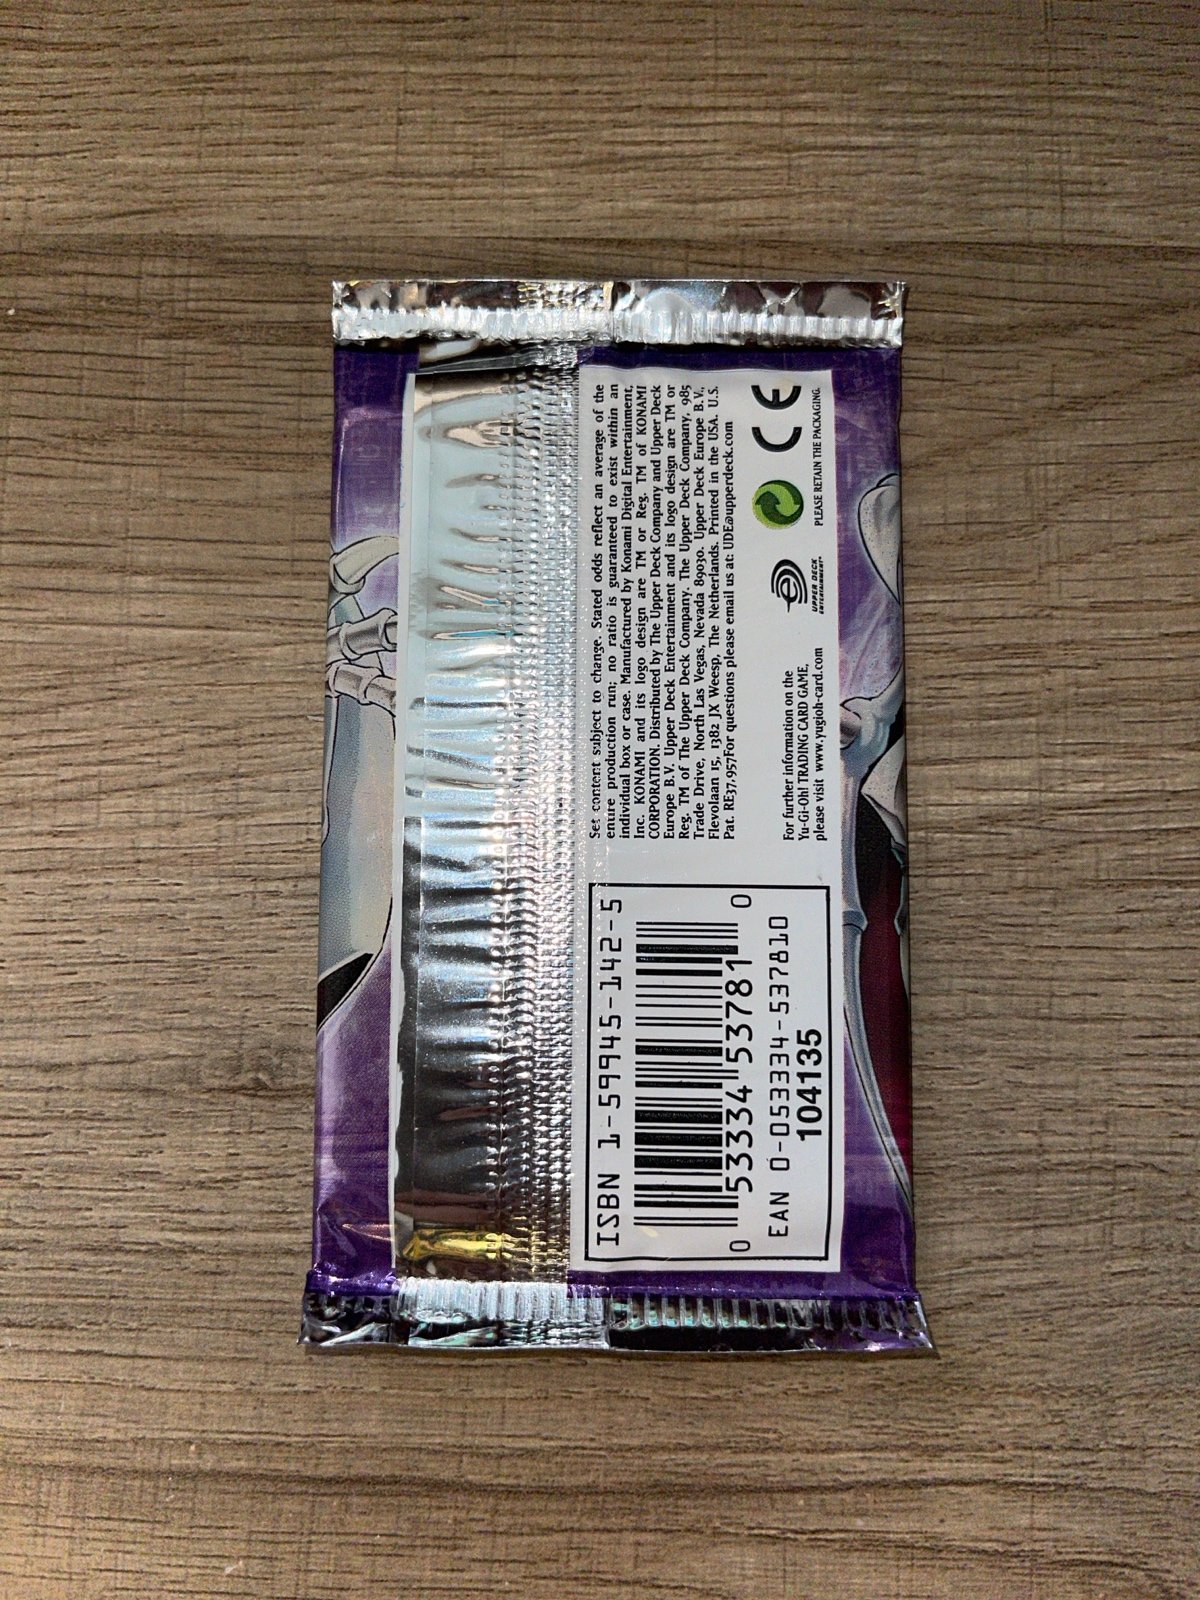 Set content subject to change. Stated odds reflect an average of the
entire production run; no ratio is guaranteed to exist within an
individual box or case. Manufactured by Konami Digital Entertainment,
Inc. KONAMI and its logo design are TM or Reg. TM of KONAMI
CORPORATION. Distributed by The Upper Deck Company and Upper Deck
Europe B.V. Upper Deck Entertainment and its logo design are TM or
Reg. TM of The Upper Deck Company. The Upper Deck Company, 985
Trade Drive, North Las Vegas, Nevada 89030. Upper Deck Europe B.V.,
Flevolaan 15, 1382 JX Weesp, The Netherlands. Printed in the USA. U.S.
Pat. RE37.957For questions please email us at: UDE@upperdeck.com
For further information on the
Yu-Gi-Oh! TRADING CARD GAME,
please visit www.yugioh-card.com
UPPER DECK
ENTERTAINMENT
CE
PLEASE RETAIN THE PACKAGING.
ISBN 1-59945-142-5
0 53334 53781 0
EAN 0-053334-537810
104135